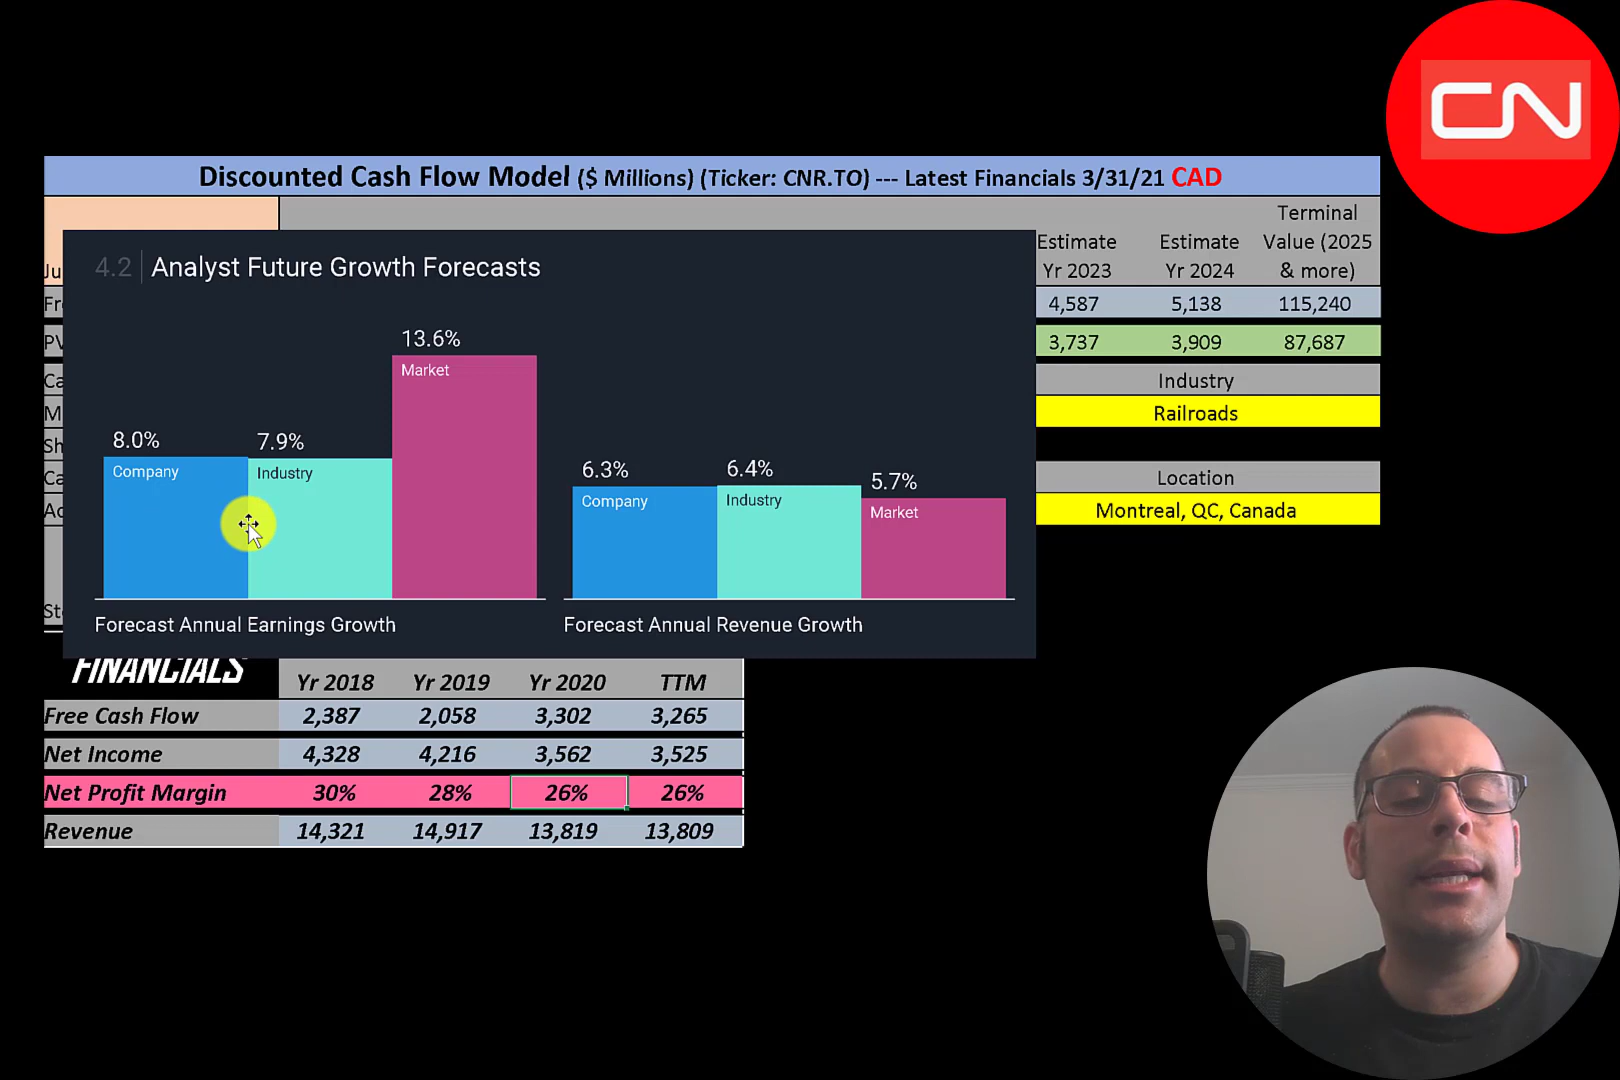 CN
Discounted Cash Flow Model ($ Millions) (Ticker: CNR.TO) --- Latest Financials 3/31/21 CAD
Estimate Yr 2023
Estimate Yr 2024
Terminal Value (2025 & more)
4,587 5,138 115,240
3,737 3,909 87,687
Industry
Railroads
Location
Montreal, QC, Canada
4.2 Analyst Future Growth Forecasts
8.0%
Company
7.9%
Industry
13.6%
Market
Forecast Annual Earnings Growth
6.3%
Company
6.4%
Industry
5.7%
Market
Forecast Annual Revenue Growth
FINANCIALS Yr 2018 Yr 2019 Yr 2020 TTM
Free Cash Flow 2,387 2,058 3,302 3,265
Net Income 4,328 4,216 3,562 3,525
Net Profit Margin 30% 28% 26% 26%
Revenue 14,321 14,917 13,819 13,809